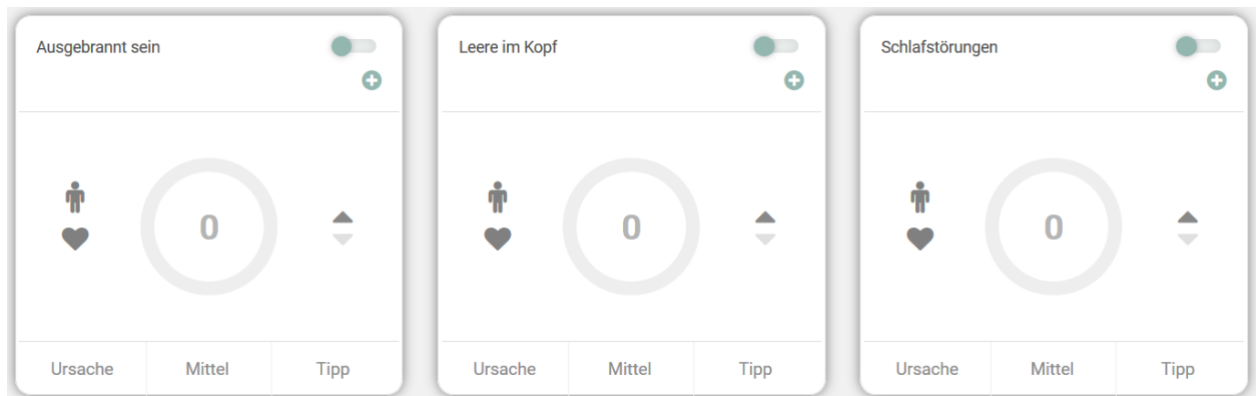 Ausgebrannt sein
0
Ursache Mittel Tipp
Leere im Kopf
0
Ursache Mittel Tipp
Schlafstörungen
0
Ursache Mittel Tipp